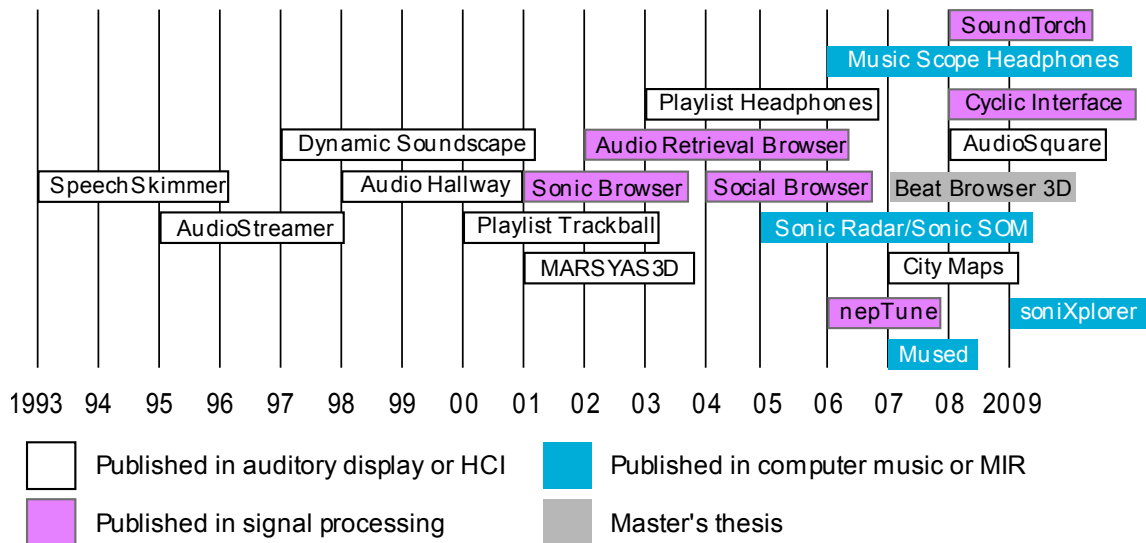 SoundTorch
Music Scope Headphones
Playlist Headphones
Cyclic Interface
Dynamic Soundscape
Audio Retrieval Browser
AudioSquare
SpeechSkimmer
Audio Hallway
Sonic Browser
Social Browser
Beat Browser 3D
AudioStreamer
Playlist Trackball
Sonic Radar/Sonic SOM
MARSYAS3D
City Maps
nepTune
soniXplorer
Mused
1993 94 95 96 97 98 99 00 01 02 03 04 05 06 07 08 2009
Published in auditory display or HCI
Published in computer music or MIR
Published in signal processing
Master's thesis